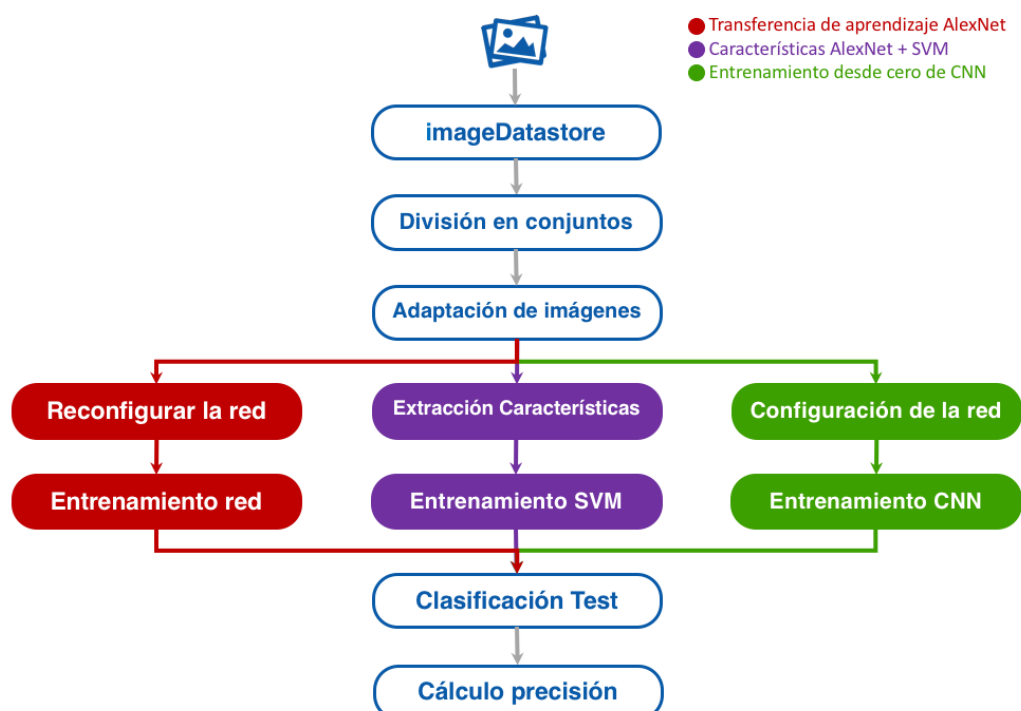 Transferencia de aprendizaje AlexNet
Características AlexNet + SVM
Entrenamiento desde cero de CNN
imageDatastore
División en conjuntos
Adaptación de imágenes
Reconfigurar la red
Extracción Características
Configuración de la red
Entrenamiento red
Entrenamiento SVM
Entrenamiento CNN
Clasificación Test
Cálculo precisión